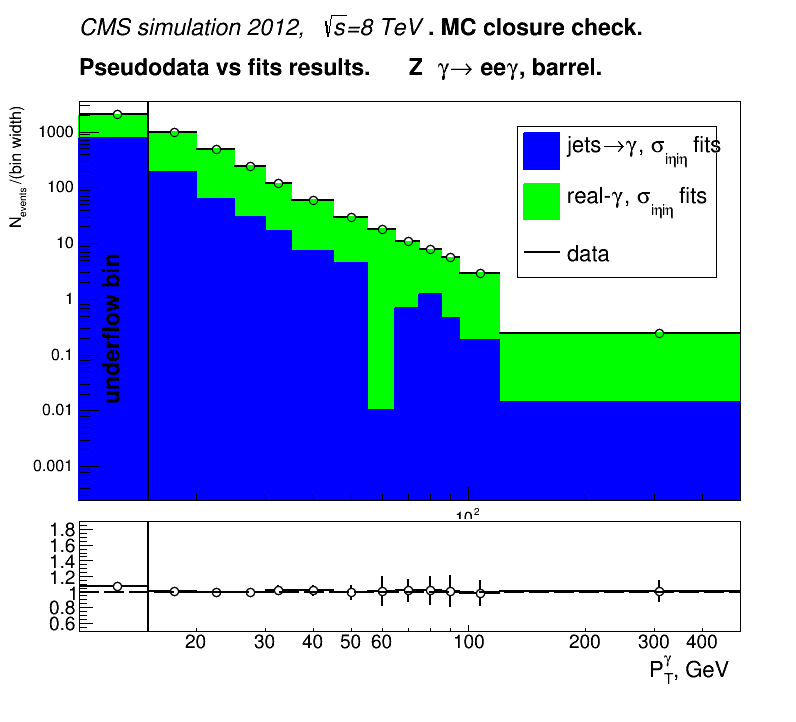 CMS simulation 2012, √s=8 TeV . MC closure check.
Pseudodata vs fits results. Z γ→ eeγ, barrel.
N_events /(bin width)
1000
100
10
1
0.1
0.01
0.001
underflow bin
jets→γ, σ_iηiη fits
real-γ, σ_iηiη fits
data
10²
1.8
1.6
1.4
1.2
1
0.8
0.6
20 30 40 50 60 100 200 300 400
P_T^γ, GeV